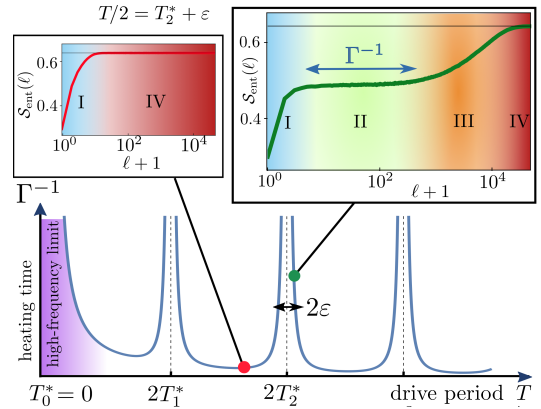 T/2 = T₂* + ε
S_ent(ℓ)
0.6
0.4
I
IV
10⁰
10²
10⁴
ℓ + 1
S_ent(ℓ)
0.6
0.4
Γ⁻¹
I
II
III
IV
10⁰
10²
10⁴
ℓ + 1
Γ⁻¹
heating time
high-frequency limit
2ε
T₀* = 0
2T₁*
2T₂*
drive period T